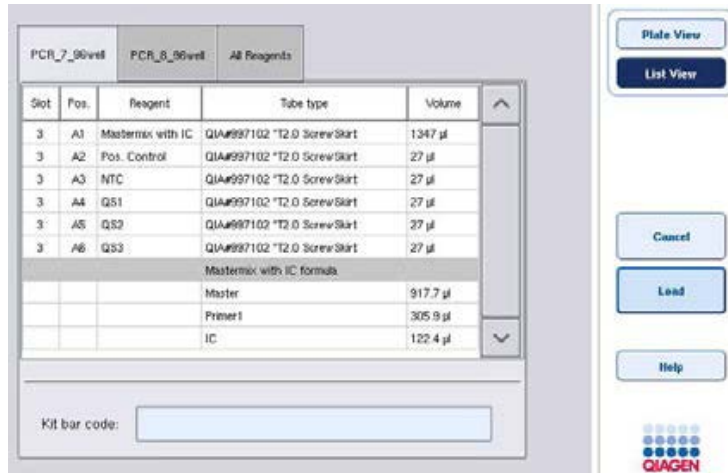 PCR_7_96well PCR_8_96well All Reagents
Plate View
List View
Slot Pos. Reagent Tube type Volume
3 A1 Mastermix with IC QIA#997102 *T2.0 ScrewSkirt 1347 µl
3 A2 Pos. Control QIA#997102 *T2.0 ScrewSkirt 27 µl
3 A3 NTC QIA#997102 *T2.0 ScrewSkirt 27 µl
3 A4 QS1 QIA#997102 *T2.0 ScrewSkirt 27 µl
3 A5 QS2 QIA#997102 *T2.0 ScrewSkirt 27 µl
3 A6 QS3 QIA#997102 *T2.0 ScrewSkirt 27 µl
Mastermix with IC formula
Master 917.7 µl
Primer1 305.9 µl
IC 122.4 µl
Cancel
Load
Help
Kit bar code:
QIAGEN